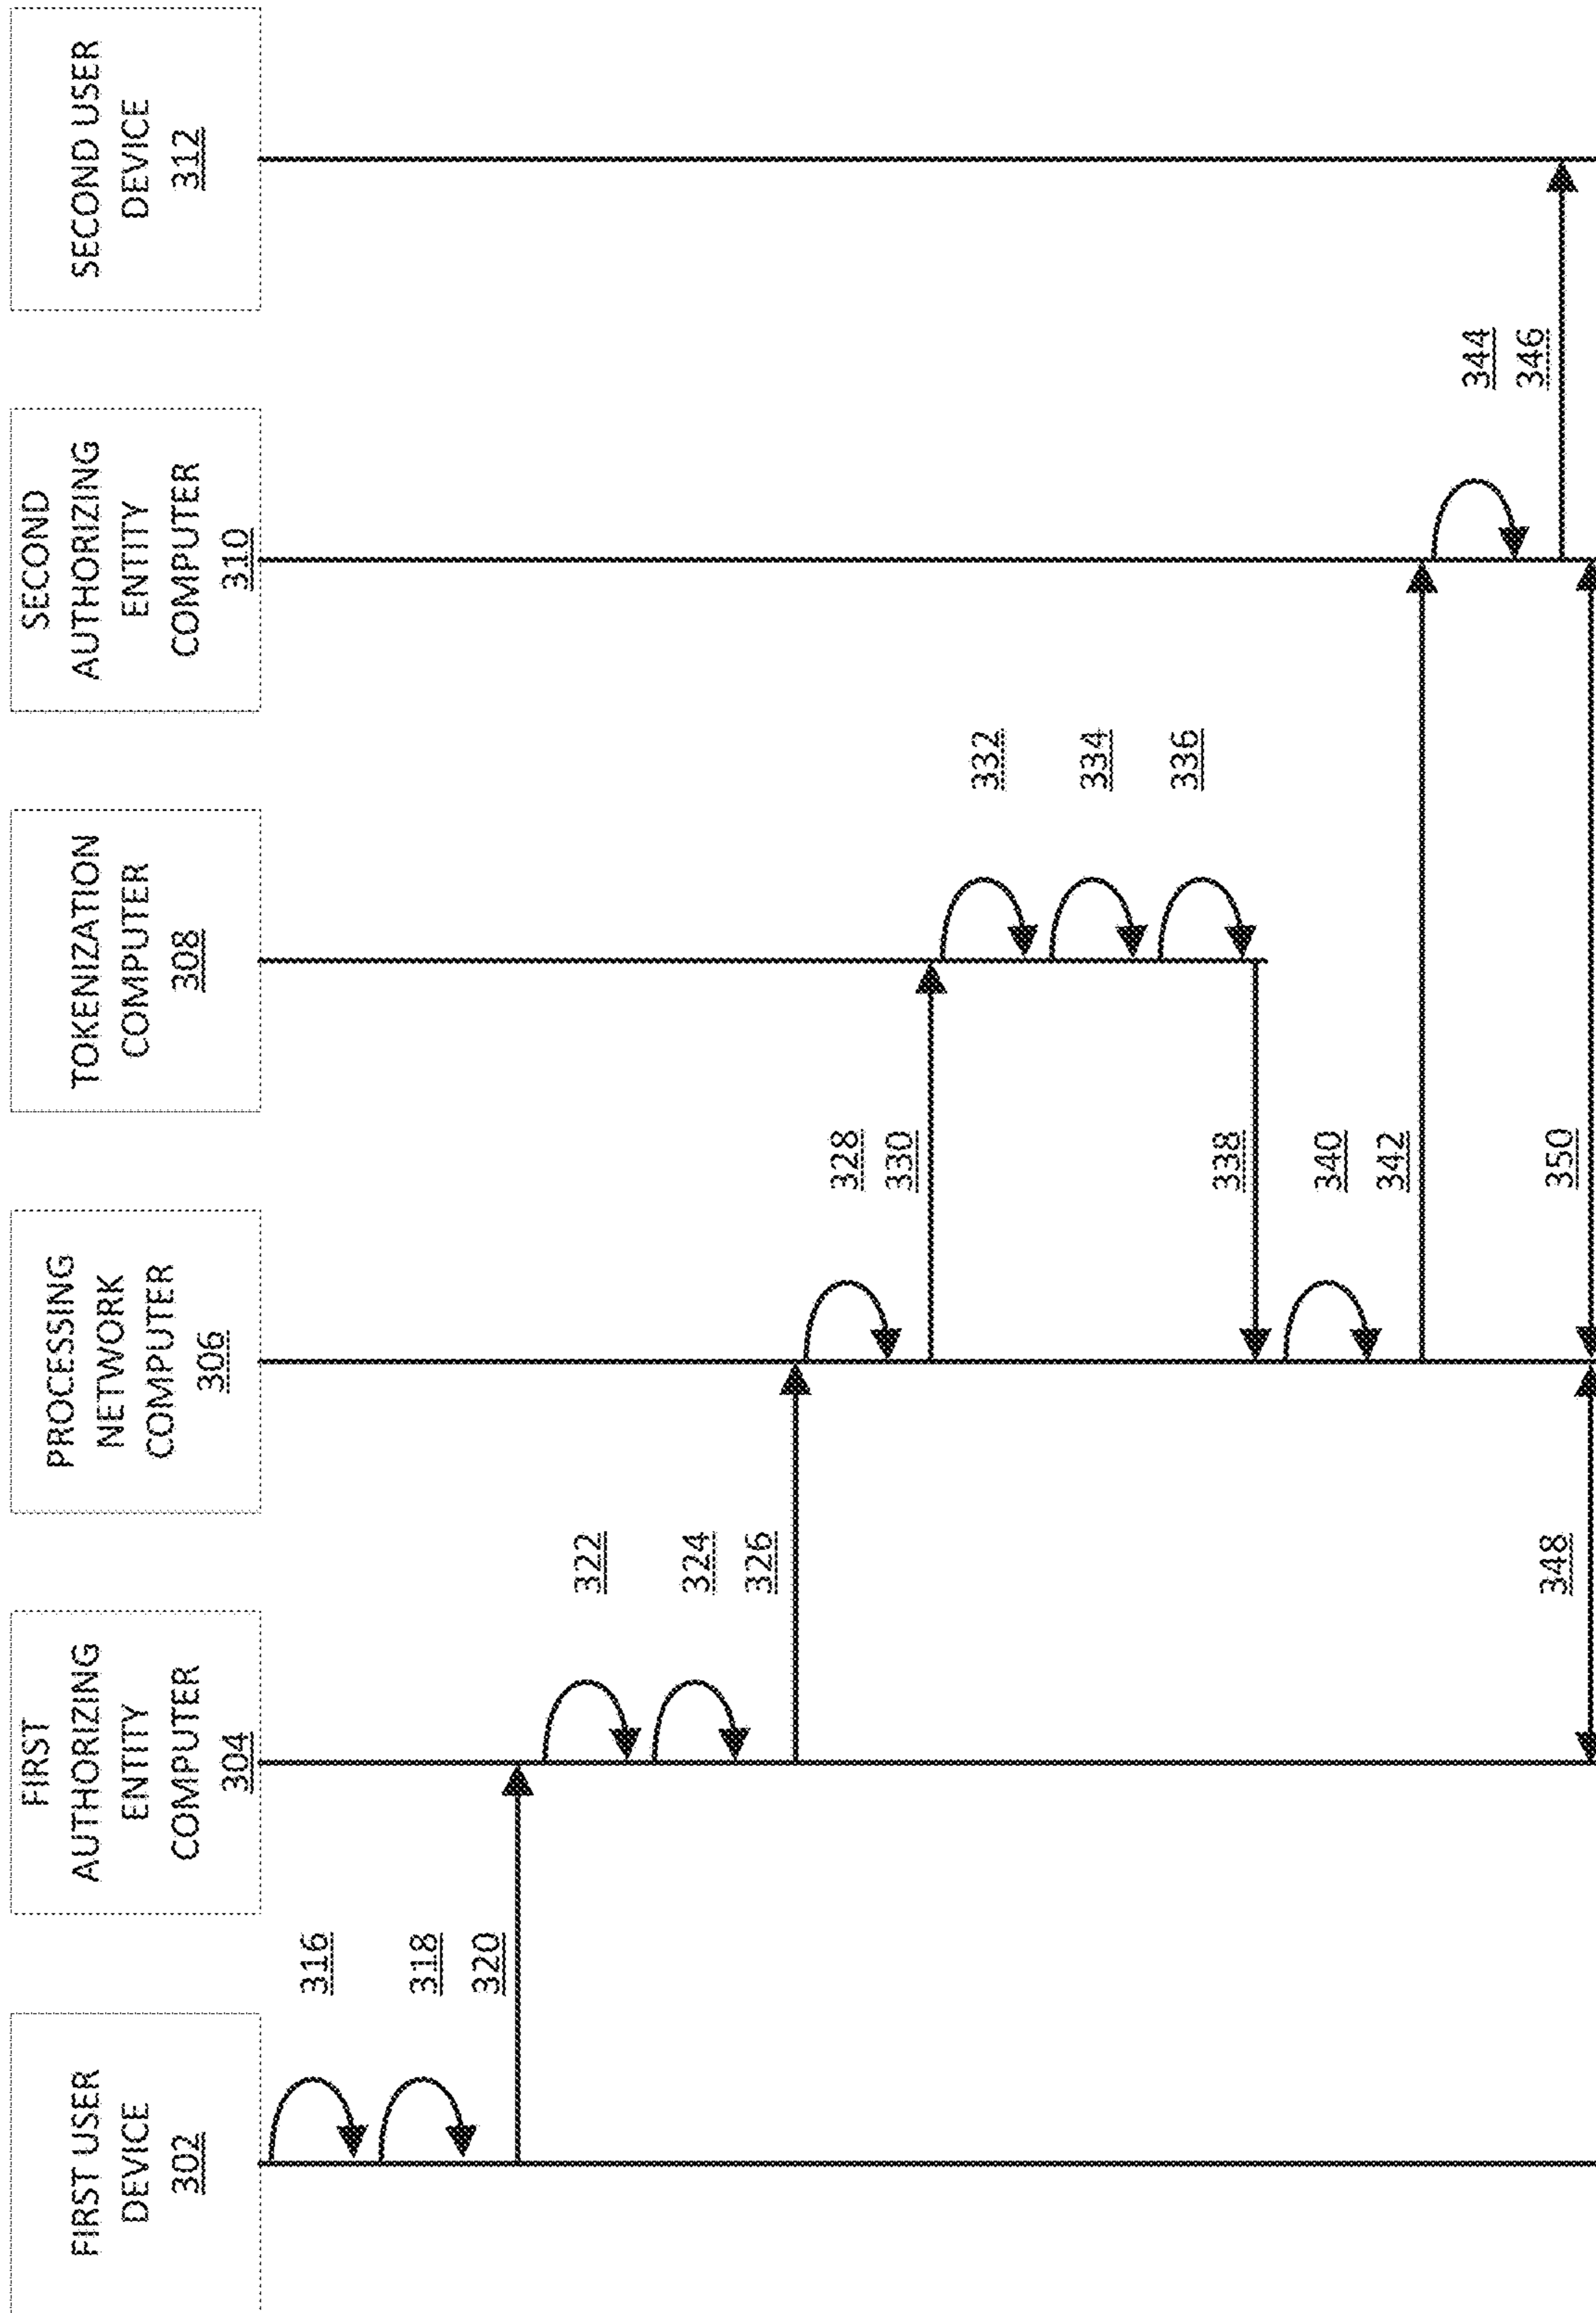 FIRST USER
DEVICE
302
FIRST
AUTHORIZING
ENTITY
COMPUTER
304
PROCESSING
NETWORK
COMPUTER
306
TOKENIZATION
COMPUTER
308
SECOND
AUTHORIZING
ENTITY
COMPUTER
310
SECOND USER
DEVICE
312
316
318
320
322
324
326
328
330
332
334
336
338
340
342
344
346
348
350